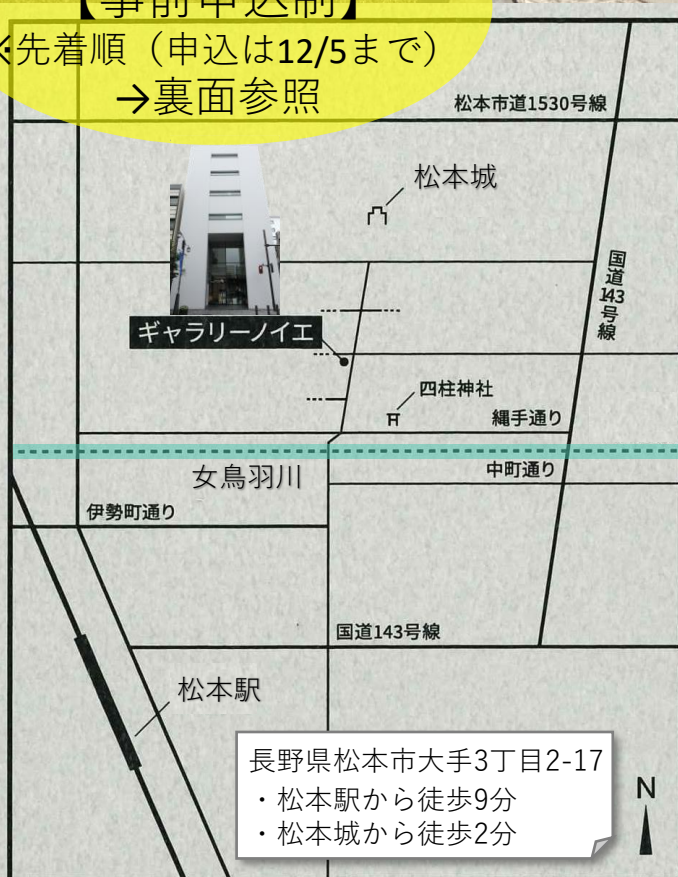 【事前申込制】
※先着順（申込は12/5まで）
→裏面参照
松本市道1530号線
松本城
国道143号線
ギャラリーノイエ
四柱神社
縄手通り
女鳥羽川
中町通り
伊勢町通り
国道143号線
松本駅
長野県松本市大手3丁目2-17
・松本駅から徒歩9分
・松本城から徒歩2分
N